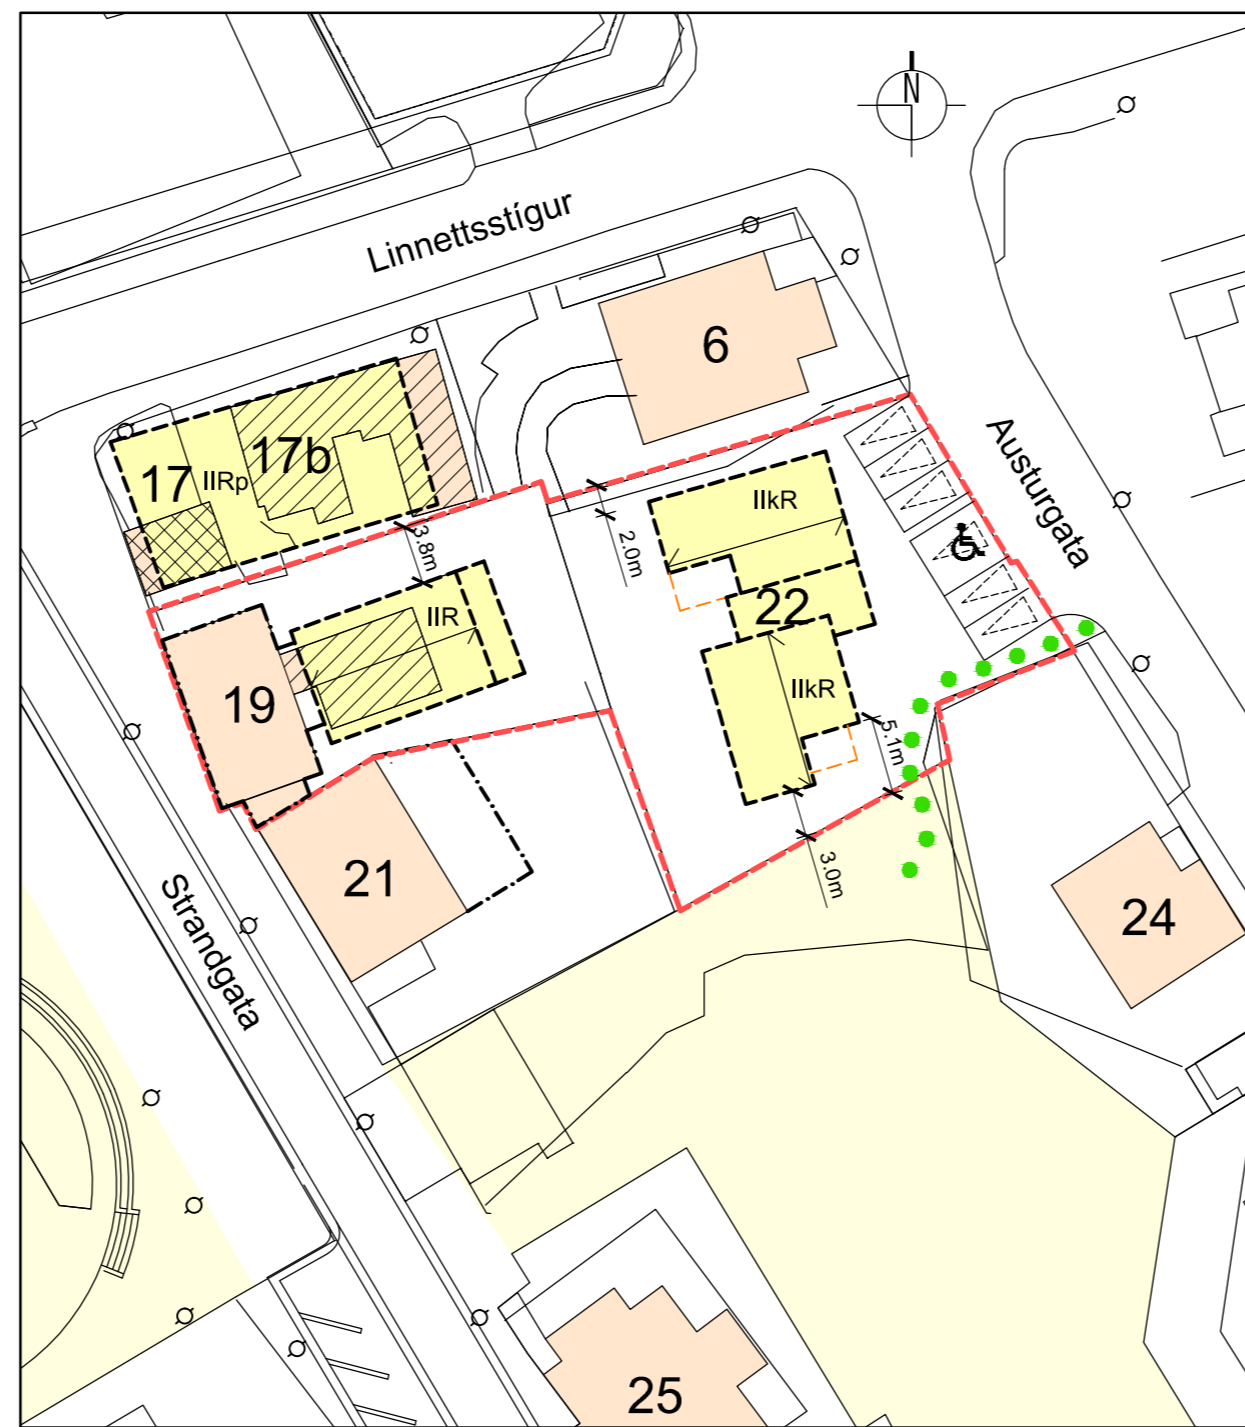 N
Linnettsstígur
6
Austurgata
17
IIRp
17b
IIkR
3.8m
2.0m
IIR
22
19
IIkR
5.1m
3.0m
21
24
Strandgata
25